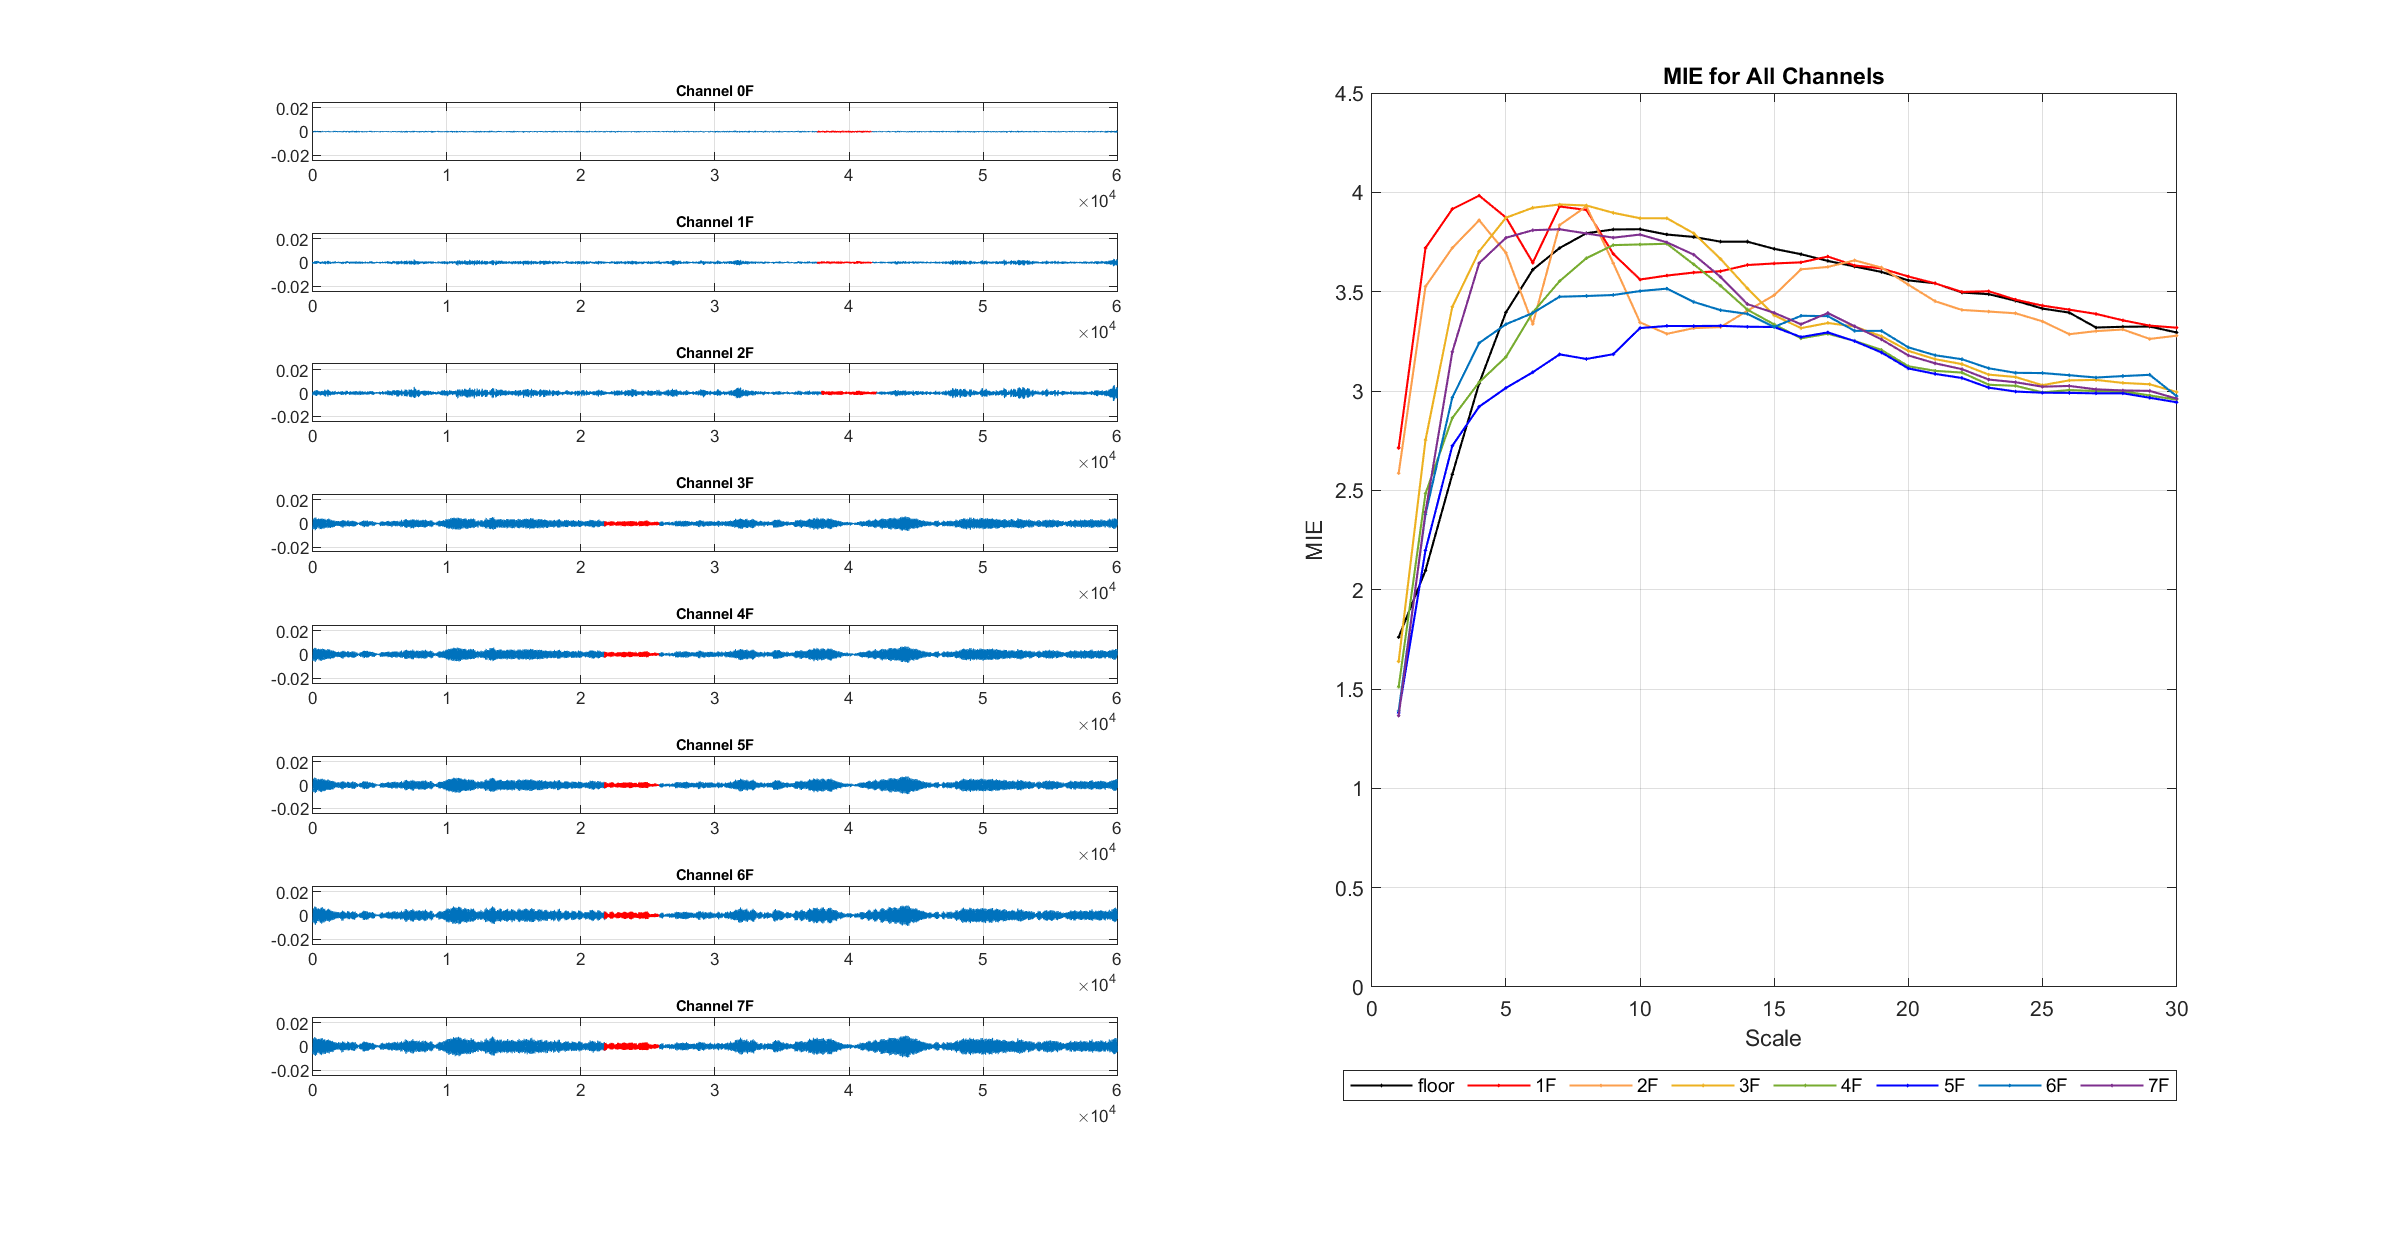 Channel 0F
0.02
0
-0.02
0 1 2 3 4 5 6
×10^4
Channel 1F
0.02
0
-0.02
0 1 2 3 4 5 6
×10^4
Channel 2F
0.02
0
-0.02
0 1 2 3 4 5 6
×10^4
Channel 3F
0.02
0
-0.02
0 1 2 3 4 5 6
×10^4
Channel 4F
0.02
0
-0.02
0 1 2 3 4 5 6
×10^4
Channel 5F
0.02
0
-0.02
0 1 2 3 4 5 6
×10^4
Channel 6F
0.02
0
-0.02
0 1 2 3 4 5 6
×10^4
Channel 7F
0.02
0
-0.02
0 1 2 3 4 5 6
×10^4
MIE for All Channels
4.5
4
3.5
3
2.5
2
1.5
1
0.5
0
MIE
0 5 10 15 20 25 30
Scale
floor 1F 2F 3F 4F 5F 6F 7F